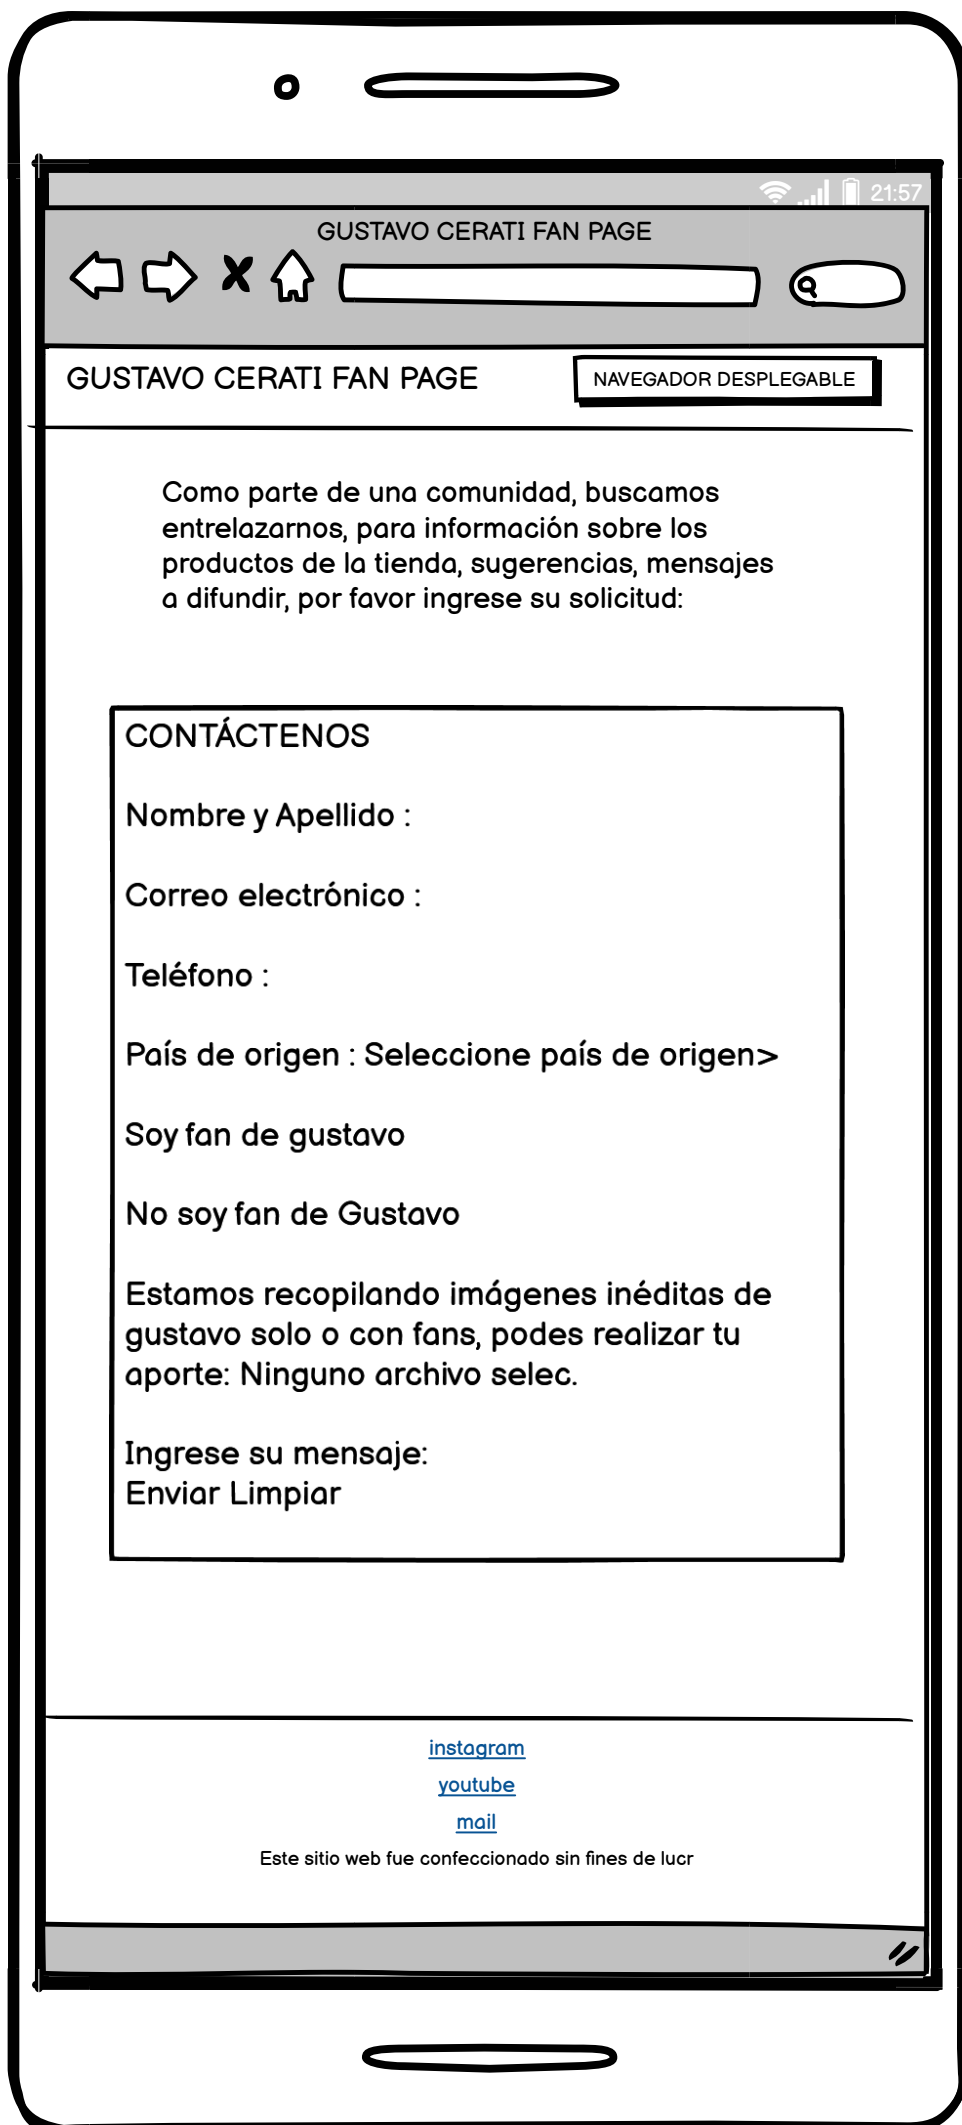 21:57
GUSTAVO CERATI FAN PAGE
GUSTAVO CERATI FAN PAGE
NAVEGADOR DESPLEGABLE
Como parte de una comunidad, buscamos
entrelazarnos, para información sobre los
productos de la tienda, sugerencias, mensajes
a difundir, por favor ingrese su solicitud:
CONTÁCTENOS
Nombre y Apellido :
Correo electrónico :
Teléfono :
País de origen : Seleccione país de origen>
Soy fan de gustavo
No soy fan de Gustavo
Estamos recopilando imágenes inéditas de
gustavo solo o con fans, podes realizar tu
aporte: Ninguno archivo selec.
Ingrese su mensaje:
Enviar Limpiar
instagram
youtube
mail
Este sitio web fue confeccionado sin fines de lucr